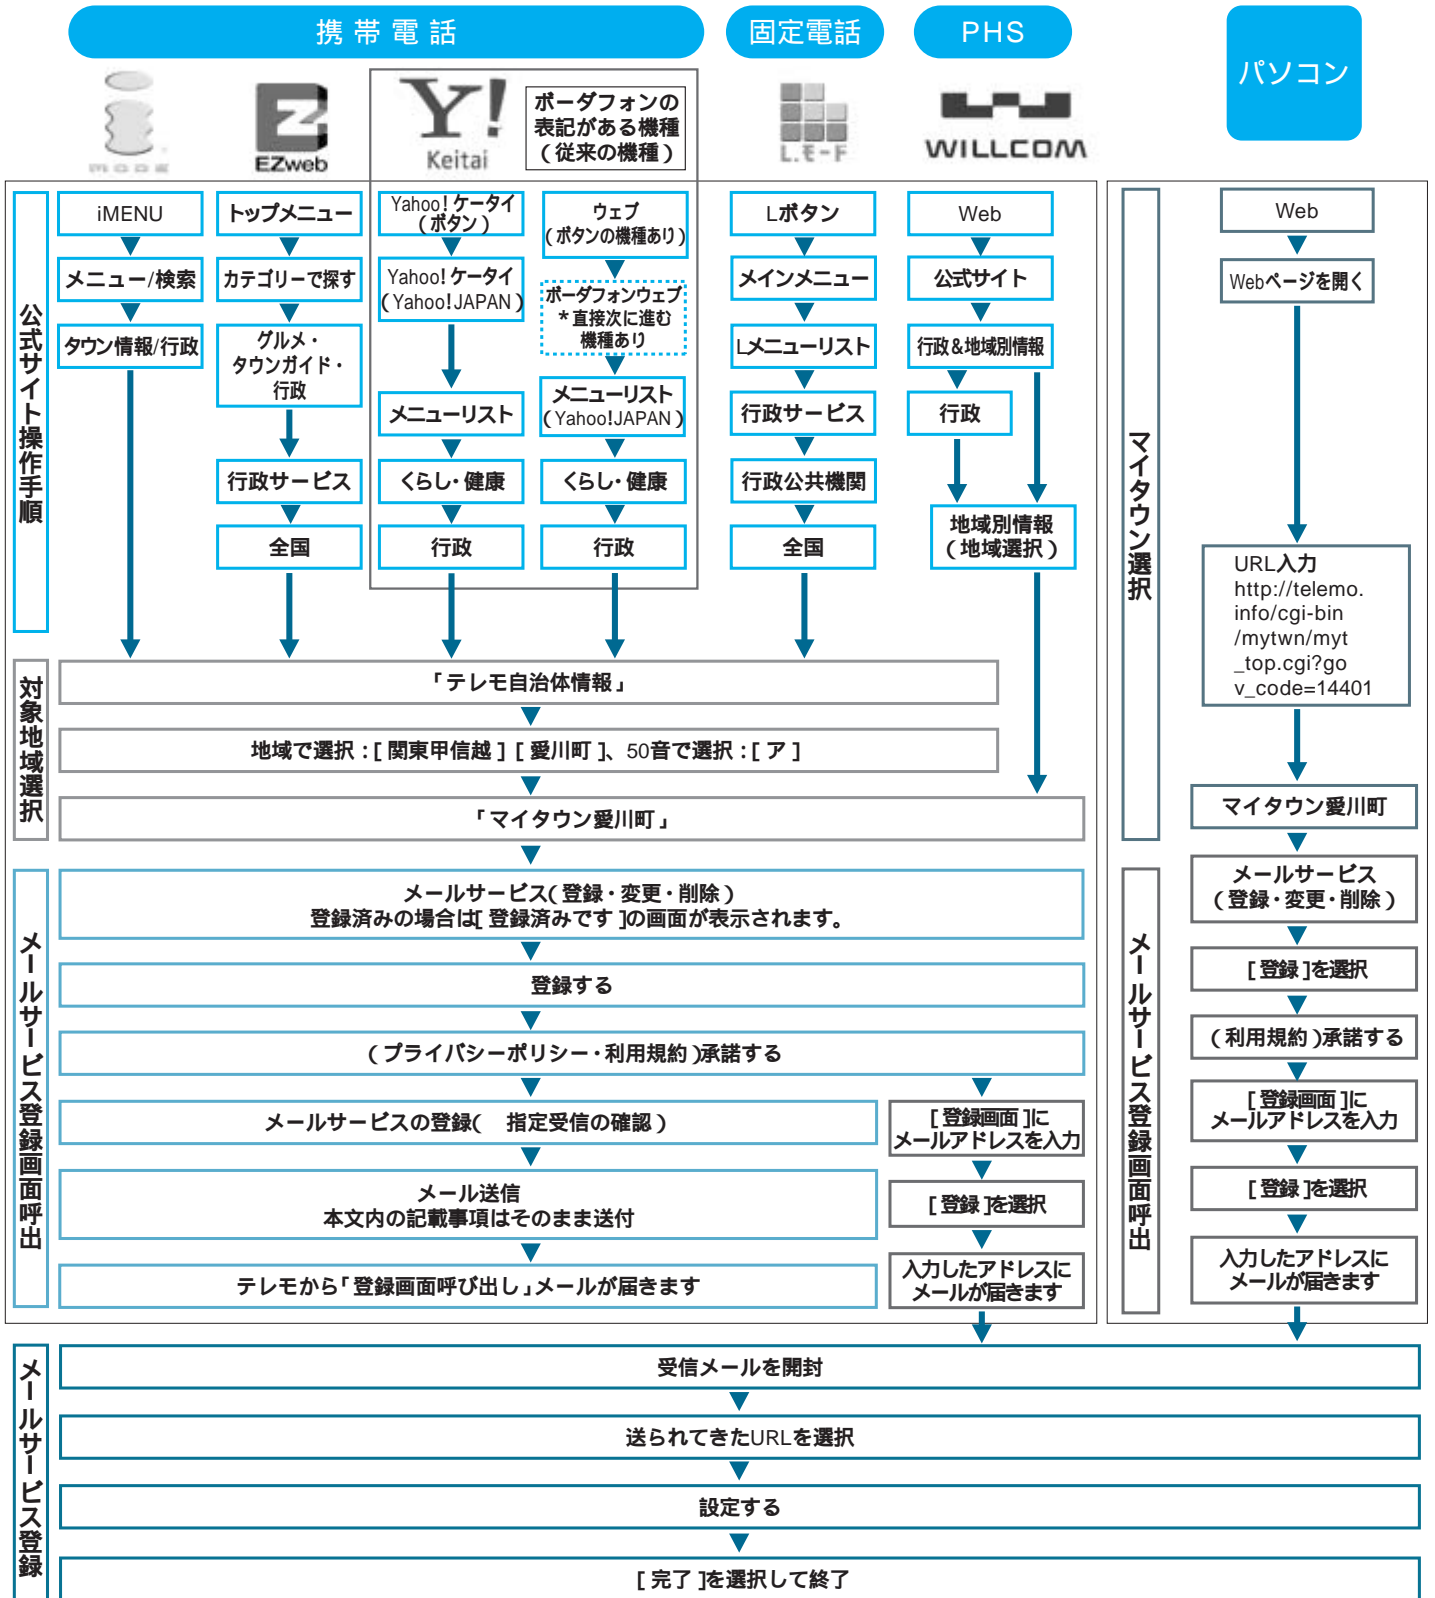 携帯電話
固定電話
PHS
パソコン
mode
EZweb
Y!
Keitai
ボーダフォンの
表記がある機種
(従来の機種)
L.モード
WILLCOM
公式サイト操作手順
iMENU
メニュー/検索
タウン情報/行政
トップメニュー
カテゴリーで探す
グルメ・
タウンガイド・
行政
行政サービス
全国
Yahoo!ケータイ
(ボタン)
Yahoo!ケータイ
(Yahoo!JAPAN)
メニューリスト
くらし・健康
行政
ウェブ
(ボタンの機種あり)
ボーダフォンウェブ
*直接次に進む
機種あり
メニューリスト
(Yahoo!JAPAN)
くらし・健康
行政
Lボタン
メインメニュー
Lメニューリスト
行政サービス
行政公共機関
全国
Web
公式サイト
行政&地域別情報
行政
地域別情報
(地域選択)
対象地域選択
「テレモ自治体情報」
地域で選択:[関東甲信越][愛川町]、50音で選択:[ア]
「マイタウン愛川町」
メールサービス登録画面呼出
メールサービス(登録・変更・削除)
登録済みの場合は[登録済みです]の画面が表示されます。
登録する
(プライバシーポリシー・利用規約)承諾する
メールサービスの登録( 指定受信の確認)
メール送信
本文内の記載事項はそのまま送付
テレモから「登録画面呼び出し」メールが届きます
[登録画面]に
メールアドレスを入力
[登録]を選択
入力したアドレスに
メールが届きます
マイタウン選択
Web
Webページを開く
URL入力
http://telemo.
info/cgi-bin
/mytwn/myt
_top.cgi?go
v_code=14401
マイタウン愛川町
メールサービス登録画面呼出
メールサービス
(登録・変更・削除)
[登録]を選択
(利用規約)承諾する
[登録画面]に
メールアドレスを入力
[登録]を選択
入力したアドレスに
メールが届きます
メールサービス登録
受信メールを開封
送られてきたURLを選択
設定する
[完了]を選択して終了